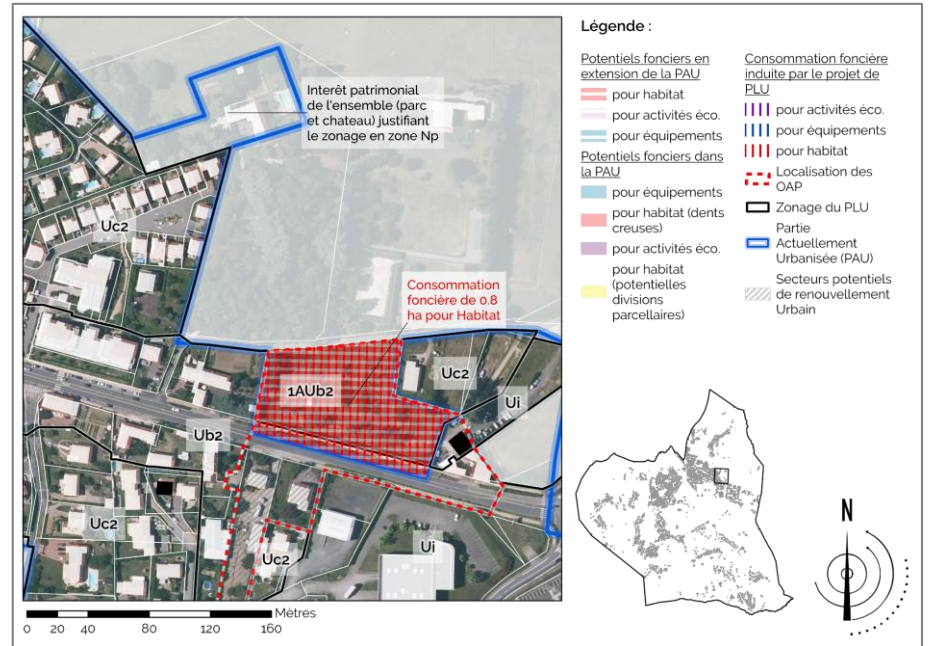 Intérêt patrimonial
de l'ensemble (parc
et chateau) justifiant
le zonage en zone Np
Uc2
Consommation
foncière de 0.8
ha pour Habitat
1AUb2
Uc2
Ui
Ub2
Uc2
Uc2
Ui
Mètres
0 20 40 80 120 160
Légende :
Potentiels fonciers en
extension de la PAU
pour habitat
pour activités éco.
pour équipements
Potentiels fonciers dans
la PAU
pour équipements
pour habitat (dents
creuses)
pour activités éco.
pour habitat
(potentielles
divisions
parcellaires)
Consommation foncière
induite par le projet de
PLU
pour activités éco.
pour équipements
pour habitat
Localisation des
OAP
Zonage du PLU
Partie
Actuellement
Urbanisée (PAU)
Secteurs potentiels
de renouvellement
Urbain
N